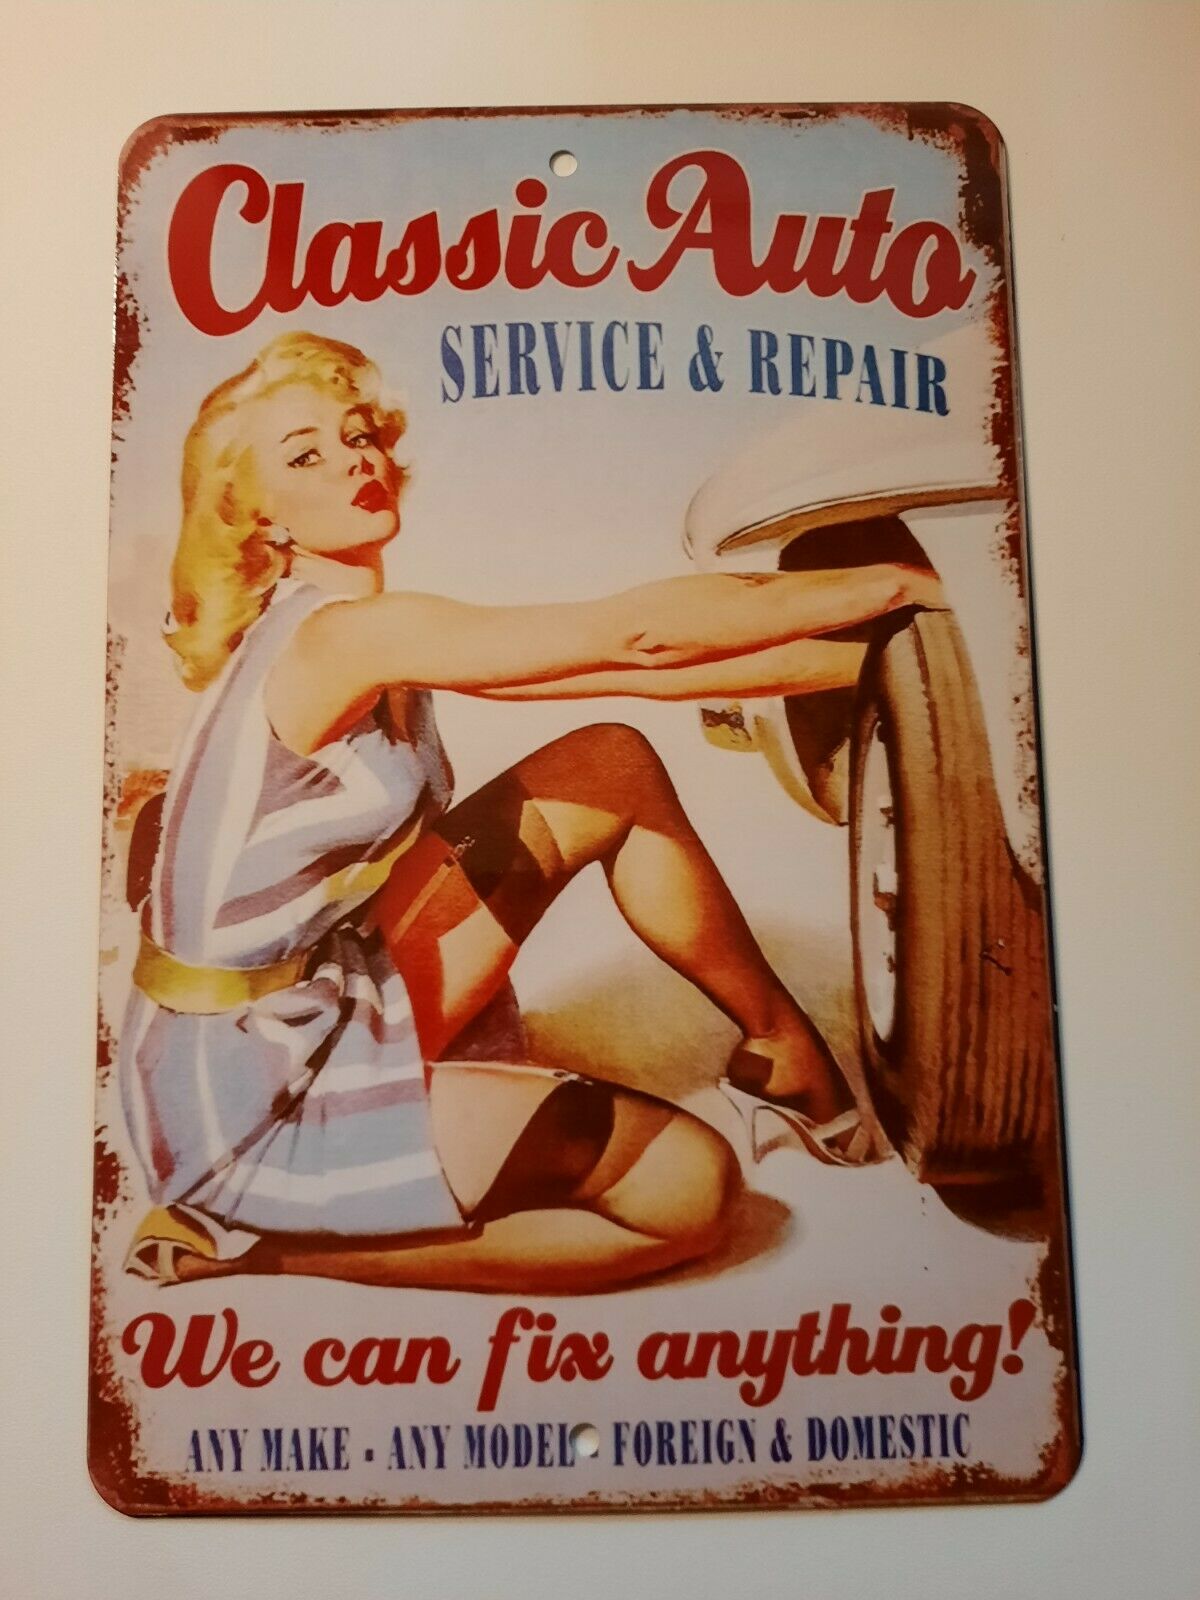 Classic Auto
SERVICE & REPAIR
We can fix anything!
ANY MAKE - ANY MODEL - FOREIGN & DOMESTIC